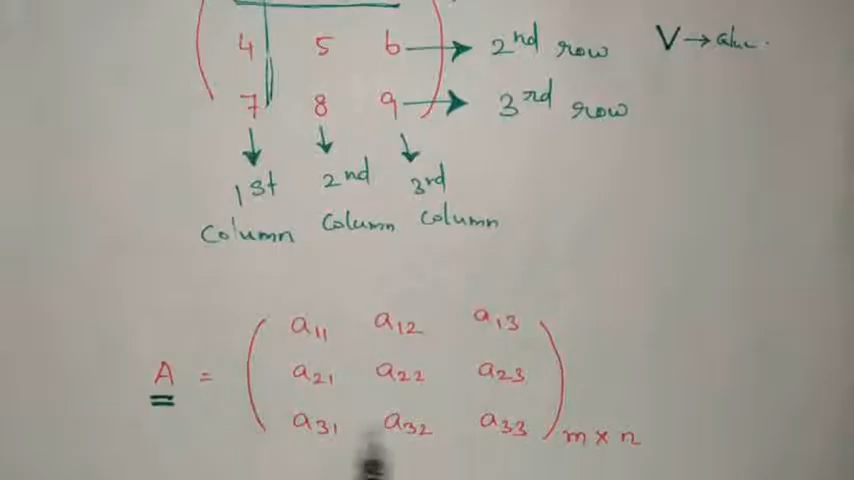 4 5 6 → 2nd row V →
7 8 9 → 3rd row
1st 2nd 3rd
column column column
a11 a12 a13
A = a21 a22 a23
a31 a32 a33 m × n